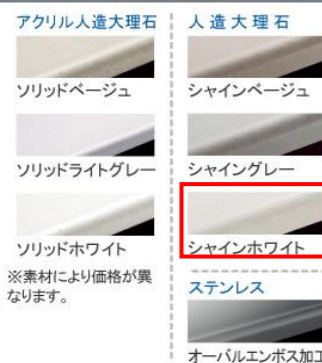 アクリル人造大理石
ソリッドベージュ
ソリッドライトグレー
ソリッドホワイト
※素材により価格が異
なります。
人造大理石
シャインベージュ
シャイングレー
シャインホワイト
ステンレス
オーバルエンボス加工